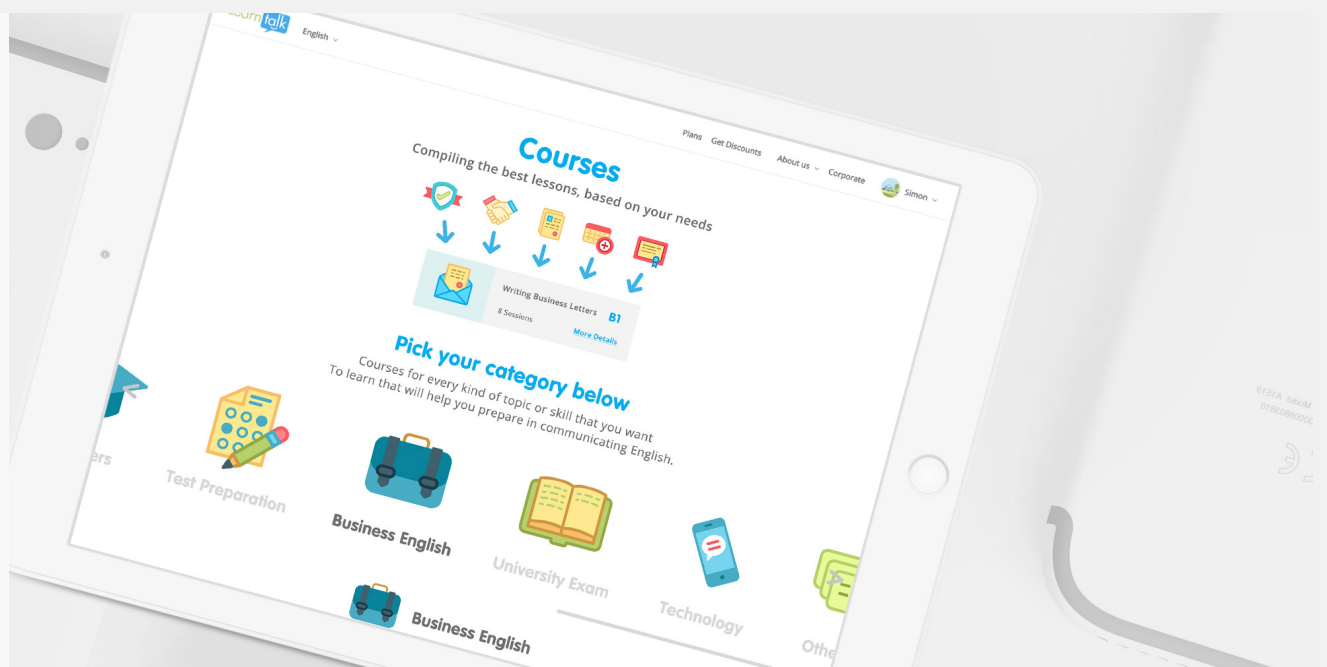 talk
English
Plans Get Discounts About us Corporate Simon
Courses
Compiling the best lessons, based on your needs
Writing Business Letters B1
8 Sessions More Details
Pick your category below
Courses for every kind of topic or skill that you want
To learn that will help you prepare in communicating English.
Test Preparation
Business English
University Exam
Technology
Business English